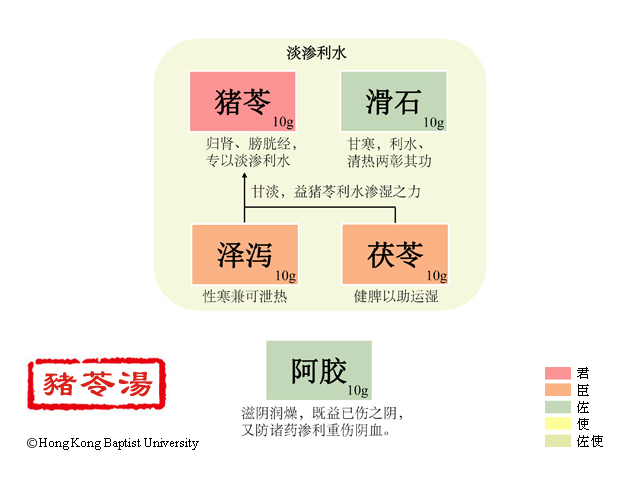 淡渗利水
猪苓
10g
滑石
10g
归肾、膀胱经，
专以淡渗利水
甘寒，利水、
清热两彰其功
甘淡，益猪苓利水渗湿之力
泽泻
10g
茯苓
10g
性寒兼可泄热
健脾以助运湿
阿胶
10g
滋阴润燥，既益已伤之阴，
又防诸药渗利重伤阴血。
豬苓湯
©Hong Kong Baptist University
君
臣
佐
使
佐使